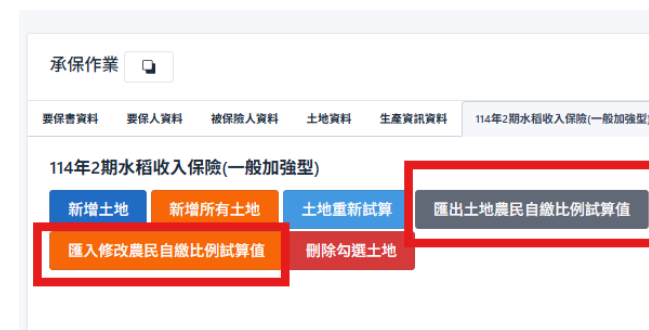 承保作業
要保書資料 要保人資料 被保險人資料 土地資料 生產資訊資料 114年2期水稻收入保險(一般加強型)
114年2期水稻收入保險(一般加強型)
新增土地 新增所有土地 土地重新試算 匯出土地農民自繳比例試算值
匯入修改農民自繳比例試算值 刪除勾選土地